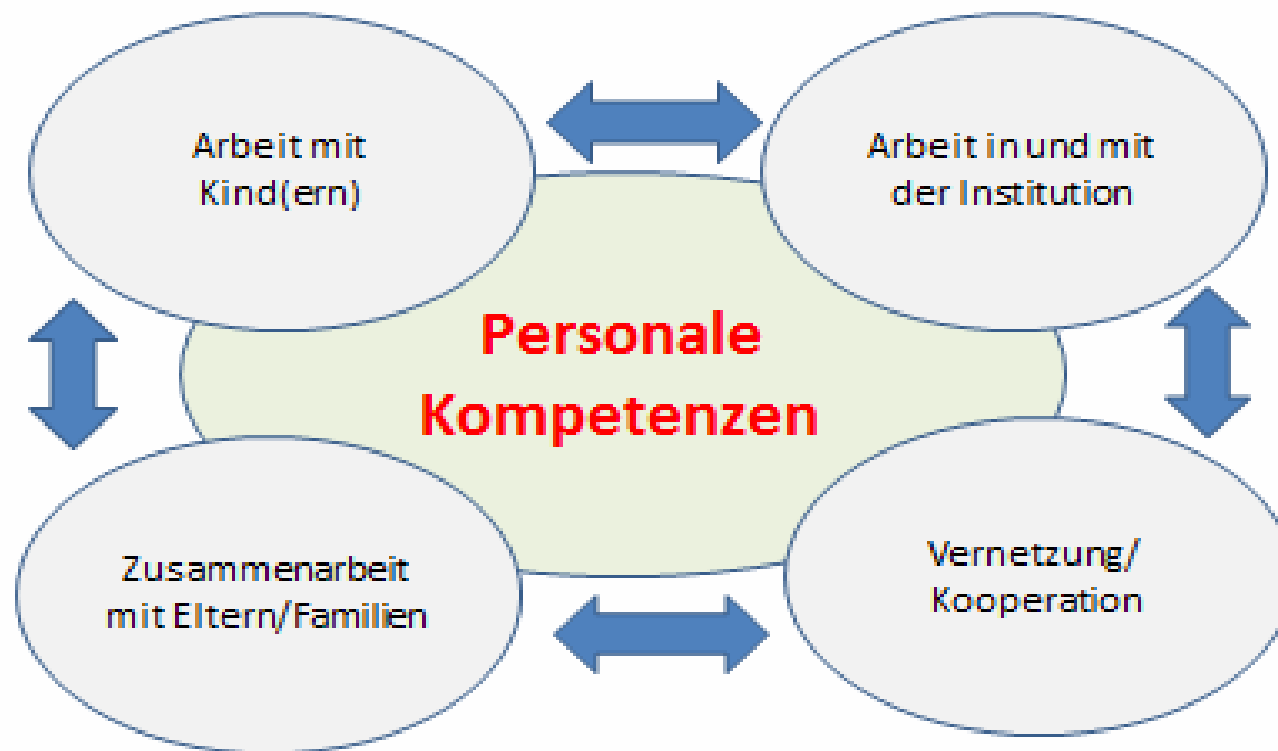 Arbeit mit
Kind(ern)
Arbeit in und mit
der Institution
Personale
Kompetenzen
Zusammenarbeit
mit Eltern/Familien
Vernetzung/
Kooperation